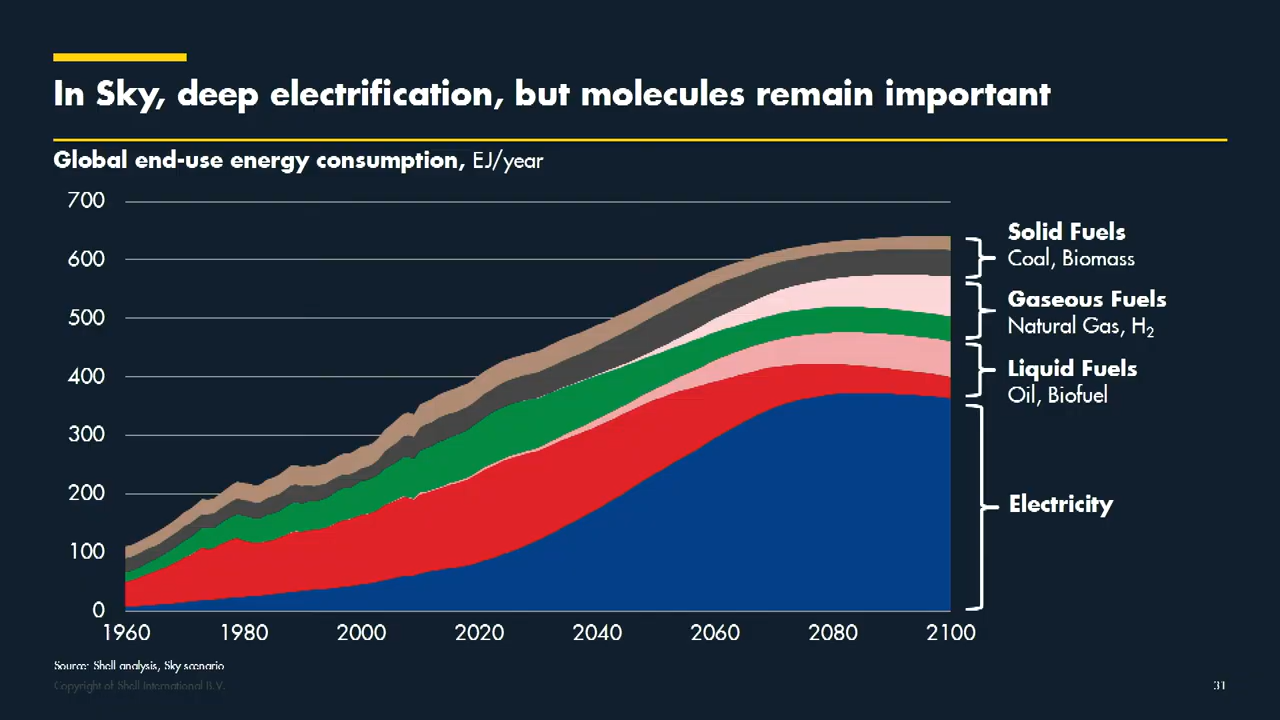 In Sky, deep electrification, but molecules remain important
Global end-use energy consumption, EJ/year
700
600
500
400
300
200
100
0
1960 1980 2000 2020 2040 2060 2080 2100
Solid Fuels
Coal, Biomass
Gaseous Fuels
Natural Gas, H₂
Liquid Fuels
Oil, Biofuel
Electricity
Source: Shell analysis, Sky scenario
Copyright of Shell International B.V.
31